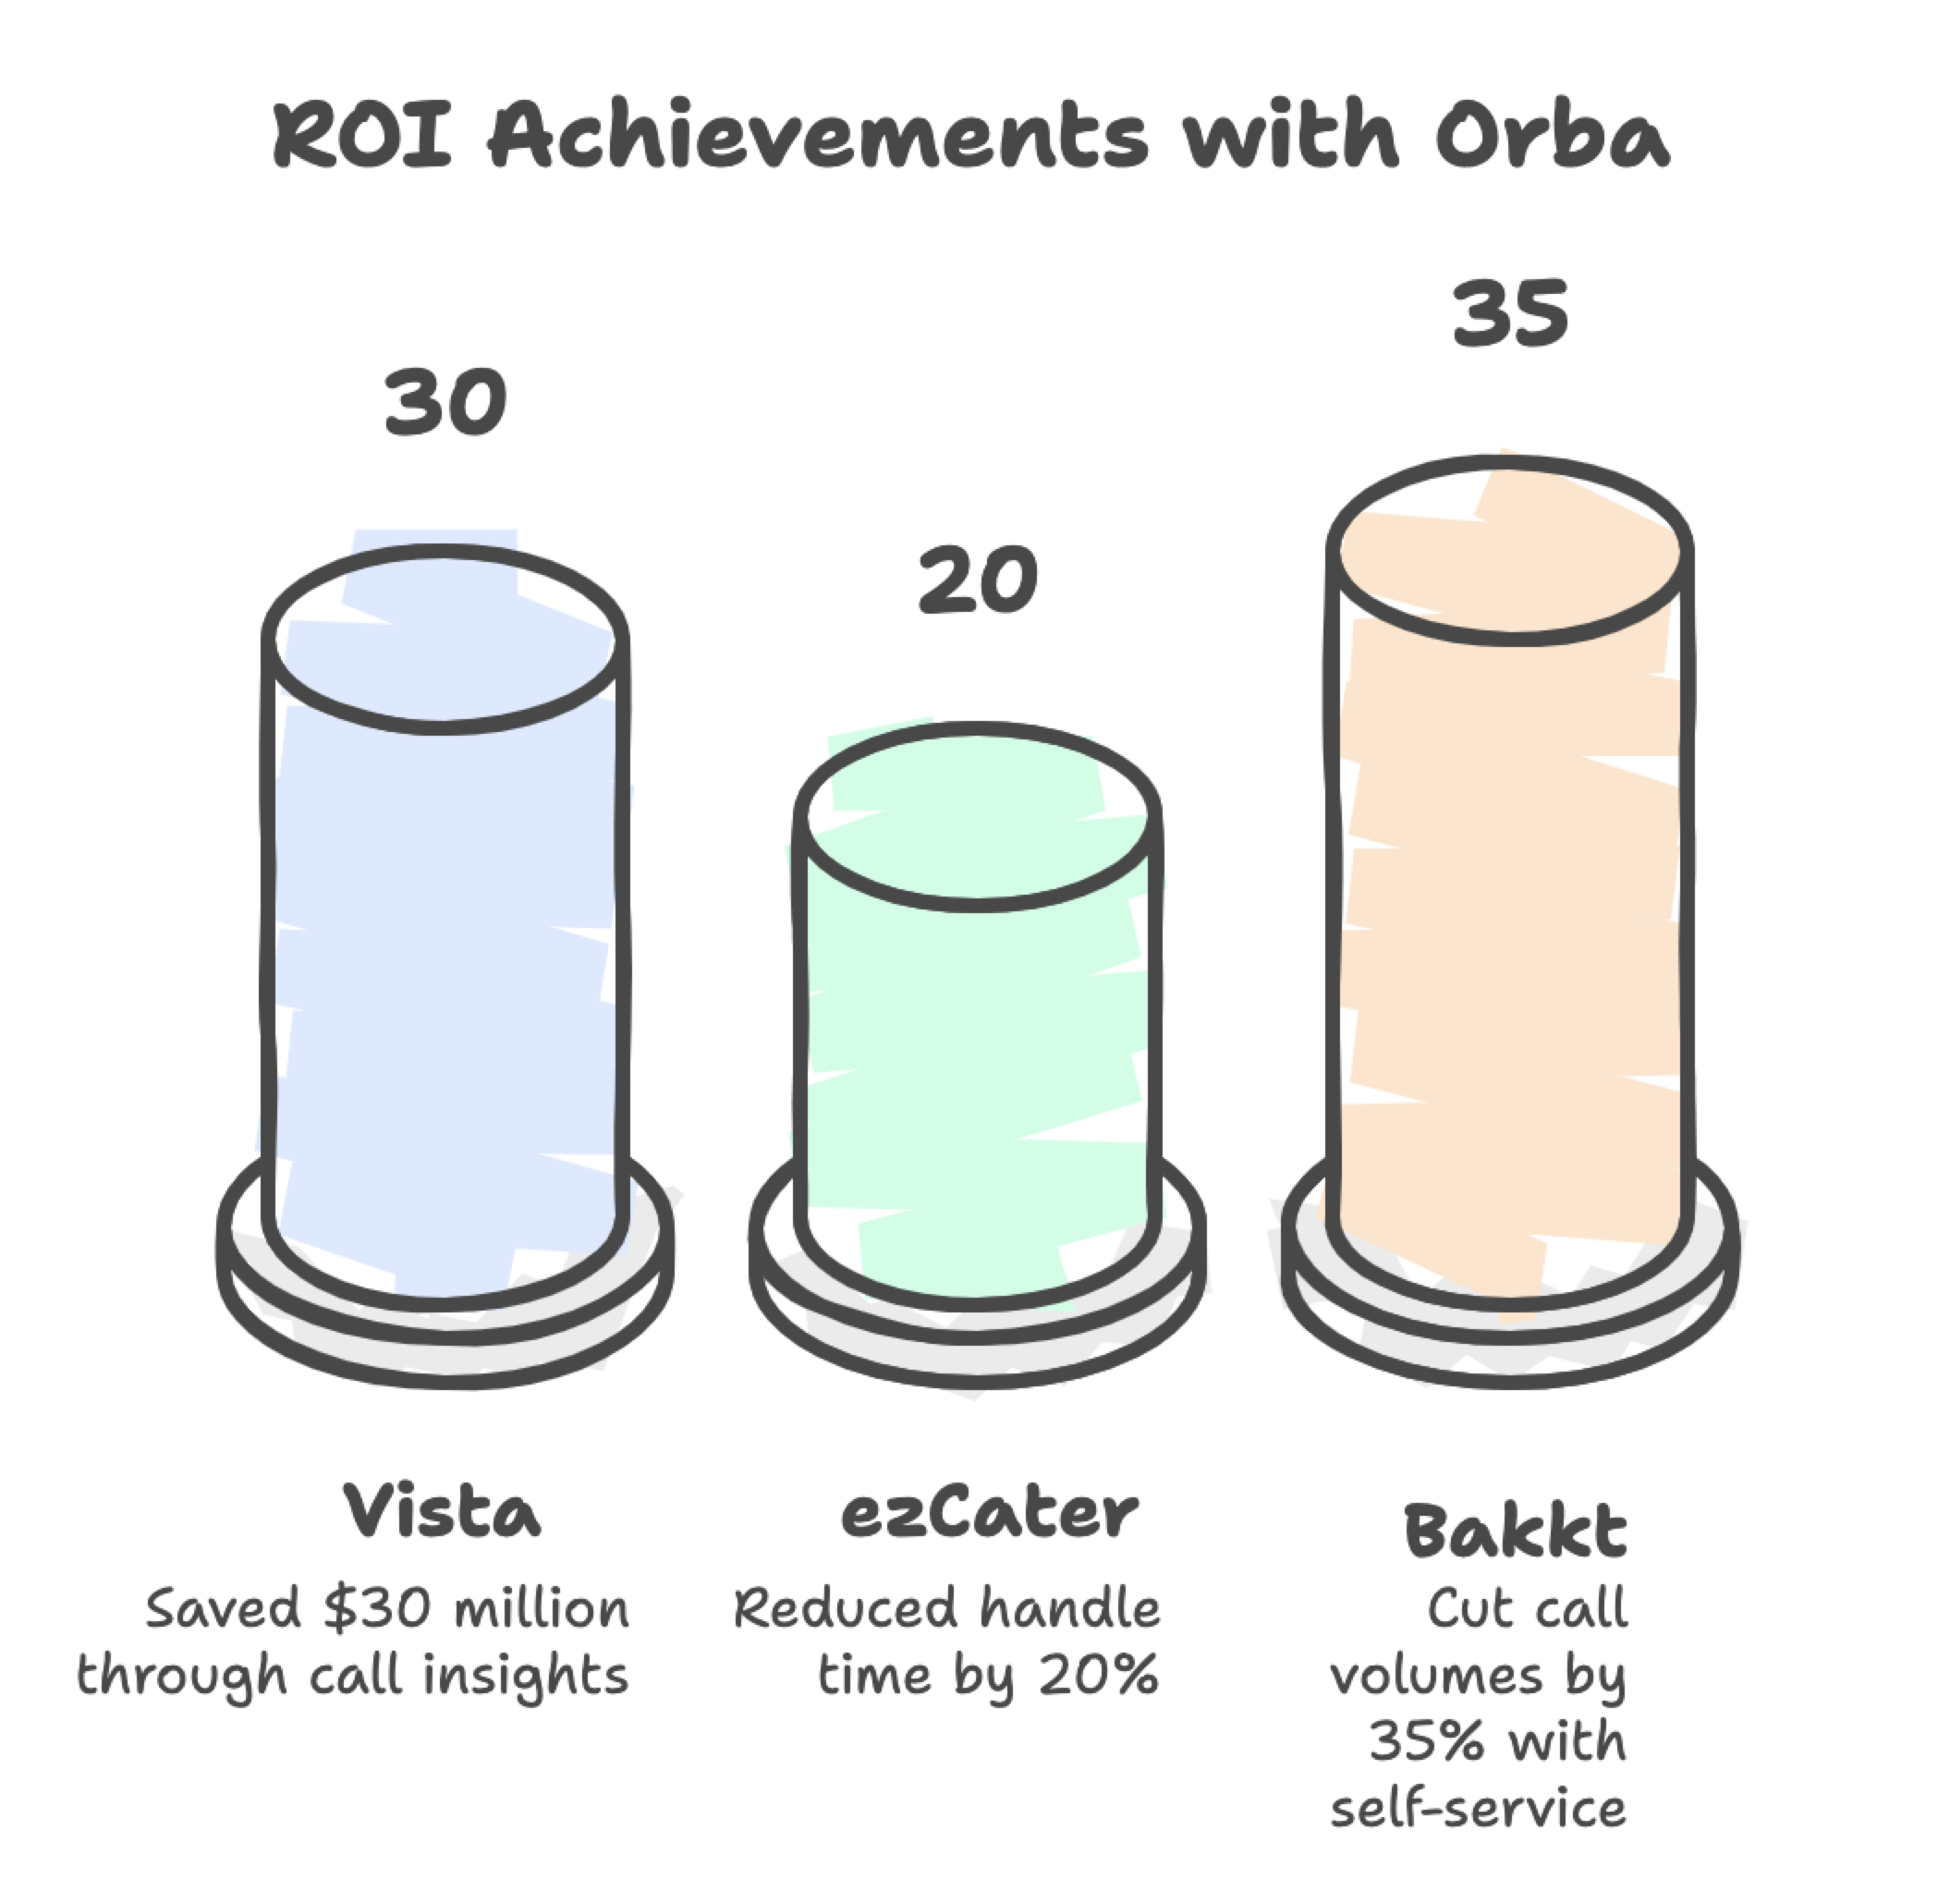 ROI Achievements with Orba
30
20
35
Vista
Saved $30 million
through call insights
ezCater
Reduced handle
time by 20%
Bakkt
Cut call
volumes by
35% with
self-service